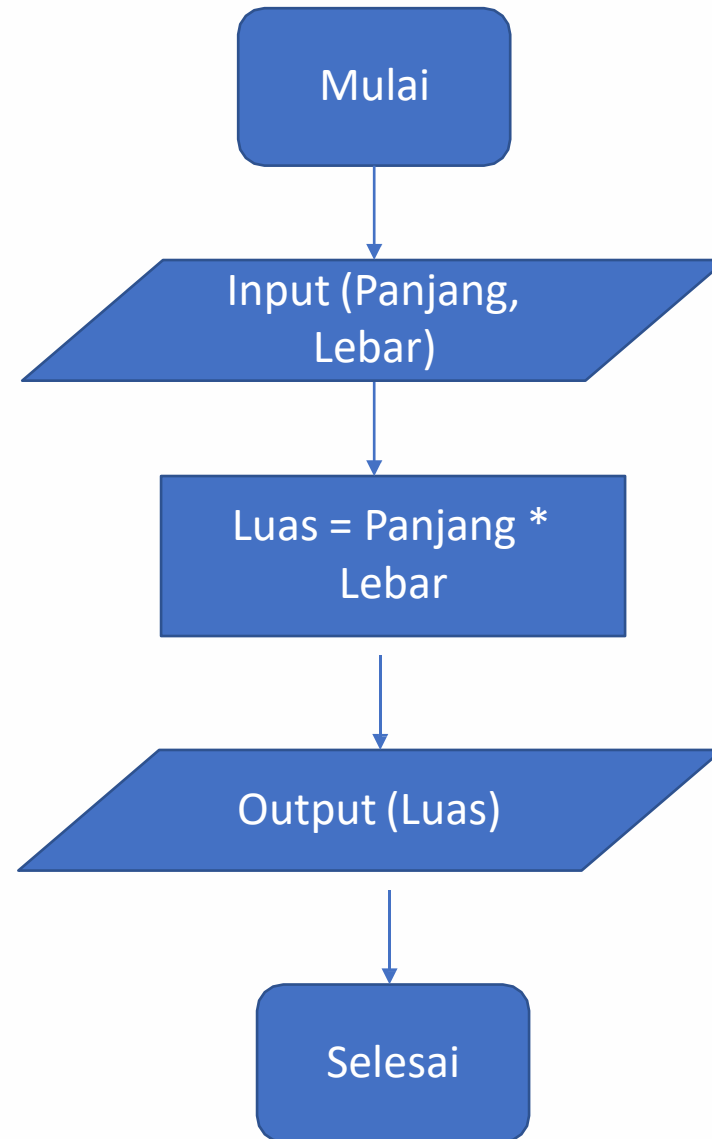 Mulai
Input (Panjang,
Lebar)
Luas = Panjang *
Lebar
Output (Luas)
Selesai